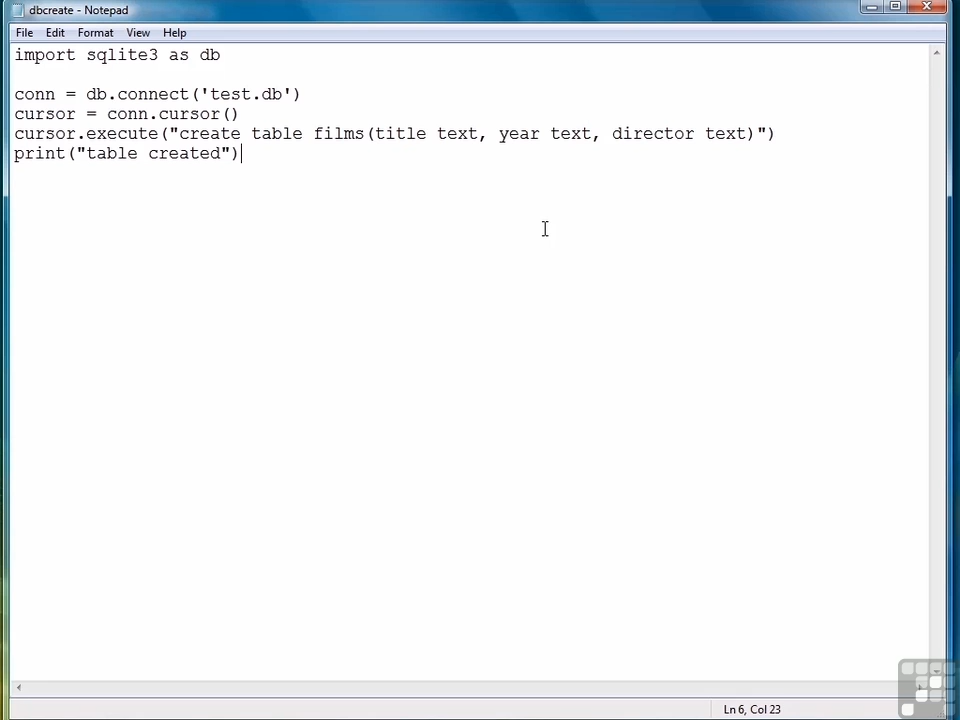 dbcreate - Notepad
File Edit Format View Help
import sqlite3 as db
conn = db.connect('test.db')
cursor = conn.cursor()
cursor.execute("create table films(title text, year text, director text)")
print("table created")
Ln 6, Col 23